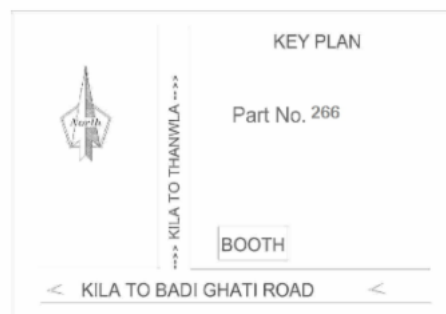 KEY PLAN
North
Part No. 266
---> KILA TO THANWLA --->
BOOTH
< KILA TO BADI GHATI ROAD <